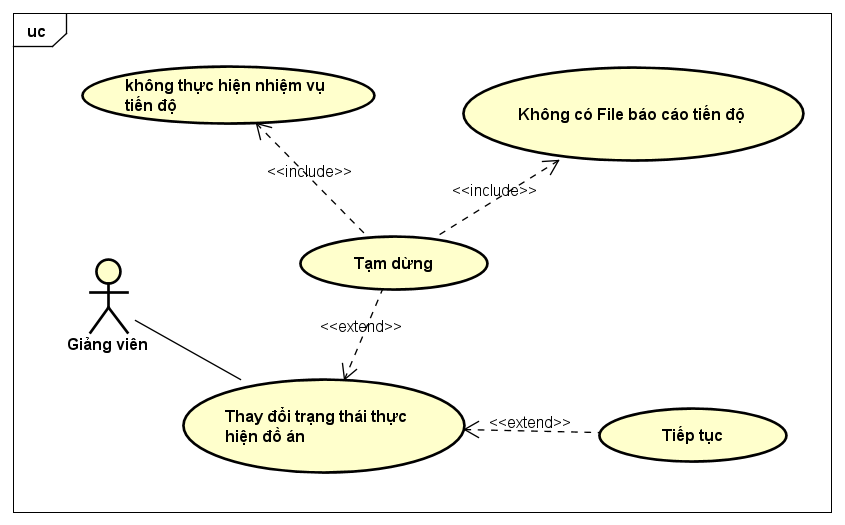 uc
không thực hiện nhiệm vụ
tiến độ
Không có File báo cáo tiến độ
<<include>>
<<include>>
Tạm dừng
<<extend>>
Giảng viên
Thay đổi trạng thái thực
hiện đồ án
<<extend>>
Tiếp tục